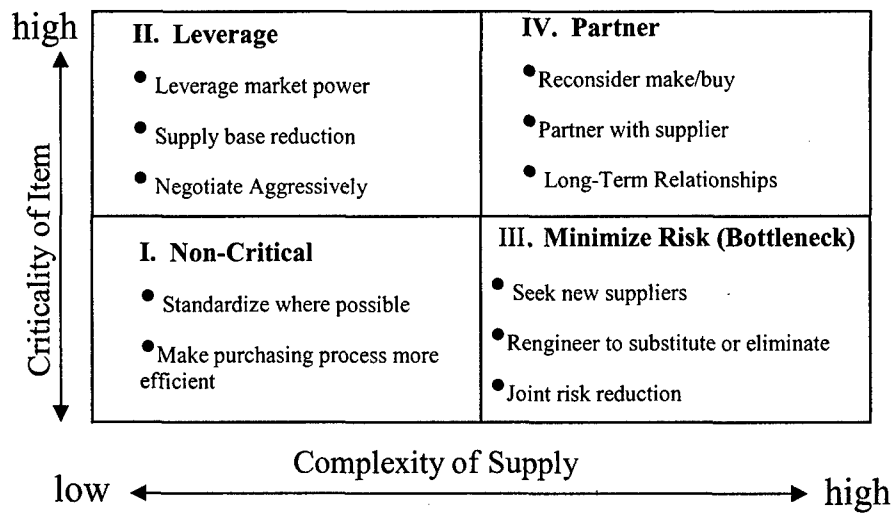 high
II. Leverage
• Leverage market power
• Supply base reduction
• Negotiate Aggressively
IV. Partner
• Reconsider make/buy
• Partner with supplier
• Long-Term Relationships
Criticality of Item
I. Non-Critical
• Standardize where possible
• Make purchasing process more
efficient
III. Minimize Risk (Bottleneck)
• Seek new suppliers
• Rengineer to substitute or eliminate
• Joint risk reduction
Complexity of Supply
low
high